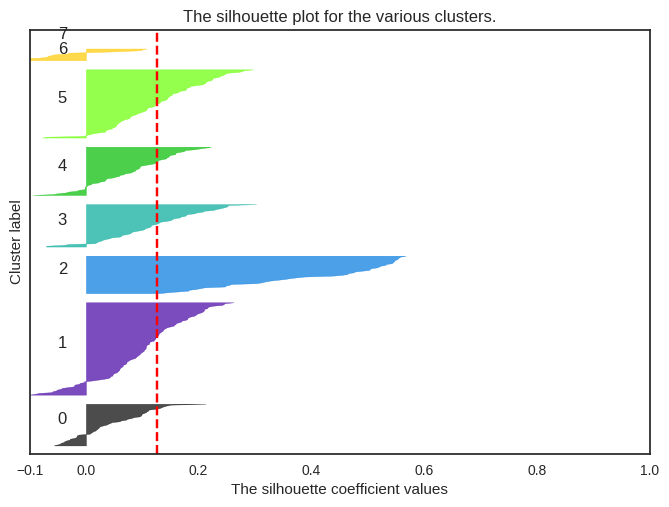 The silhouette plot for the various clusters.
7
6
5
4
3
2
1
0
Cluster label
−0.1 0.0 0.2 0.4 0.6 0.8 1.0
The silhouette coefficient values